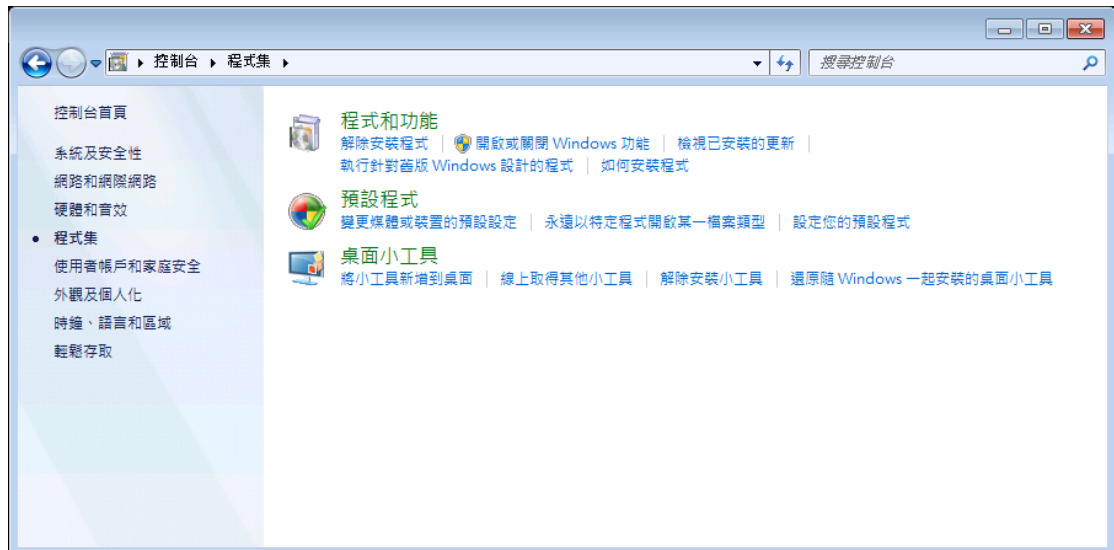 控制台 ▸ 程式集 ▸
搜尋控制台
控制台首頁
系統及安全性
網路和網際網路
硬體和音效
程式集
使用者帳戶和家庭安全
外觀及個人化
時鐘、語言和區域
輕鬆存取
程式和功能
解除安裝程式 | 開啟或關閉 Windows 功能 | 檢視已安裝的更新 |
執行針對舊版 Windows 設計的程式 | 如何安裝程式
預設程式
變更媒體或裝置的預設設定 | 永遠以特定程式開啟某一檔案類型 | 設定您的預設程式
桌面小工具
將小工具新增到桌面 | 線上取得其他小工具 | 解除安裝小工具 | 還原隨 Windows 一起安裝的桌面小工具